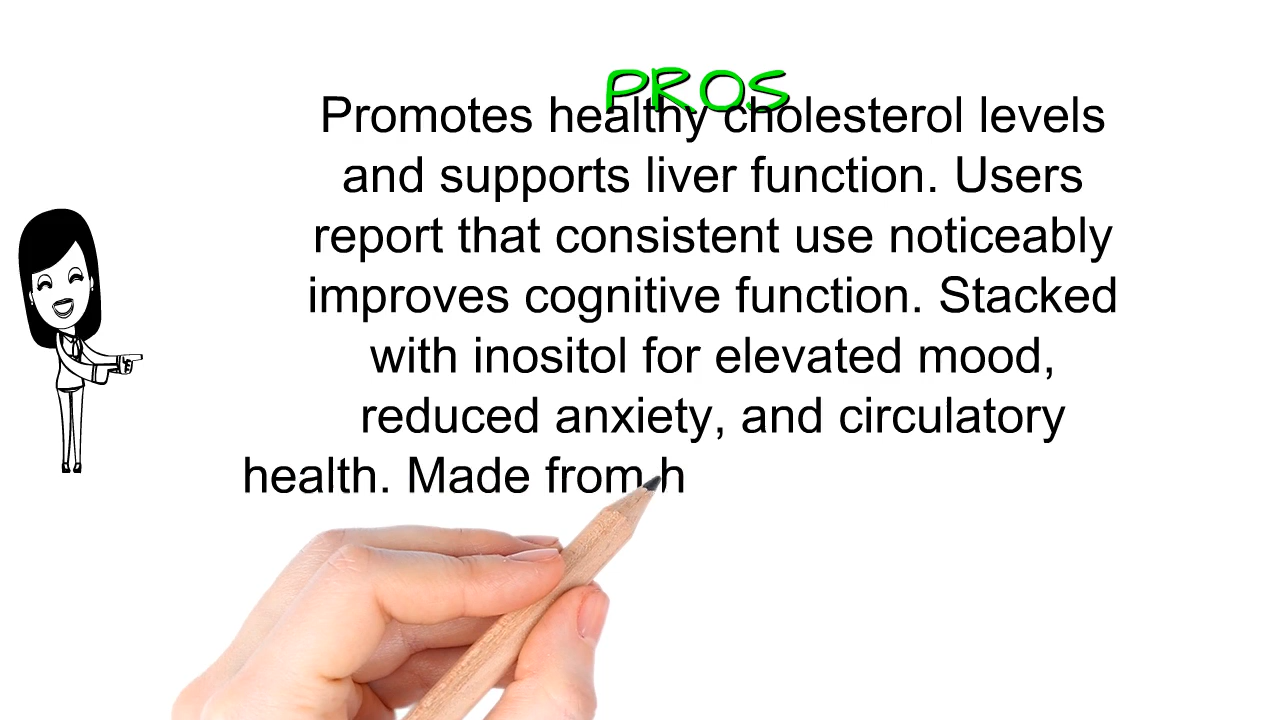 PROS
Promotes healthy cholesterol levels
and supports liver function. Users
report that consistent use noticeably
improves cognitive function. Stacked
with inositol for elevated mood,
reduced anxiety, and circulatory
health. Made from h